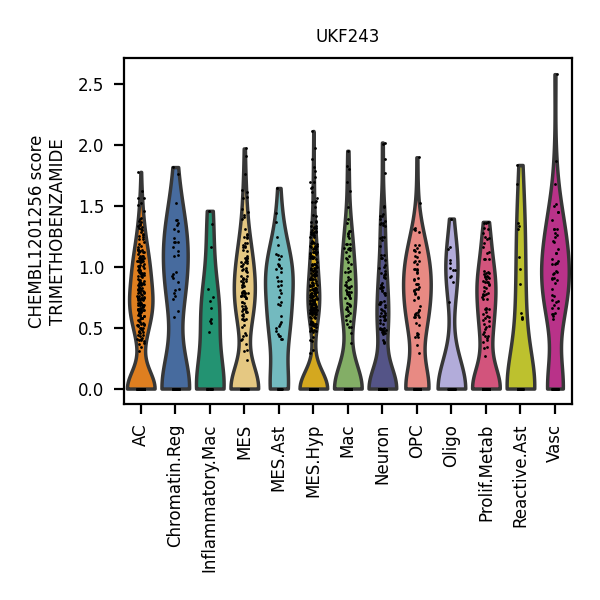 UKF243
CHEMBL1201256 score
TRIMETHOBENZAMIDE
2.5
2.0
1.5
1.0
0.5
0.0
AC
Chromatin.Reg
Inflammatory.Mac
MES
MES.Ast
MES.Hyp
Mac
Neuron
OPC
Oligo
Prolif.Metab
Reactive.Ast
Vasc